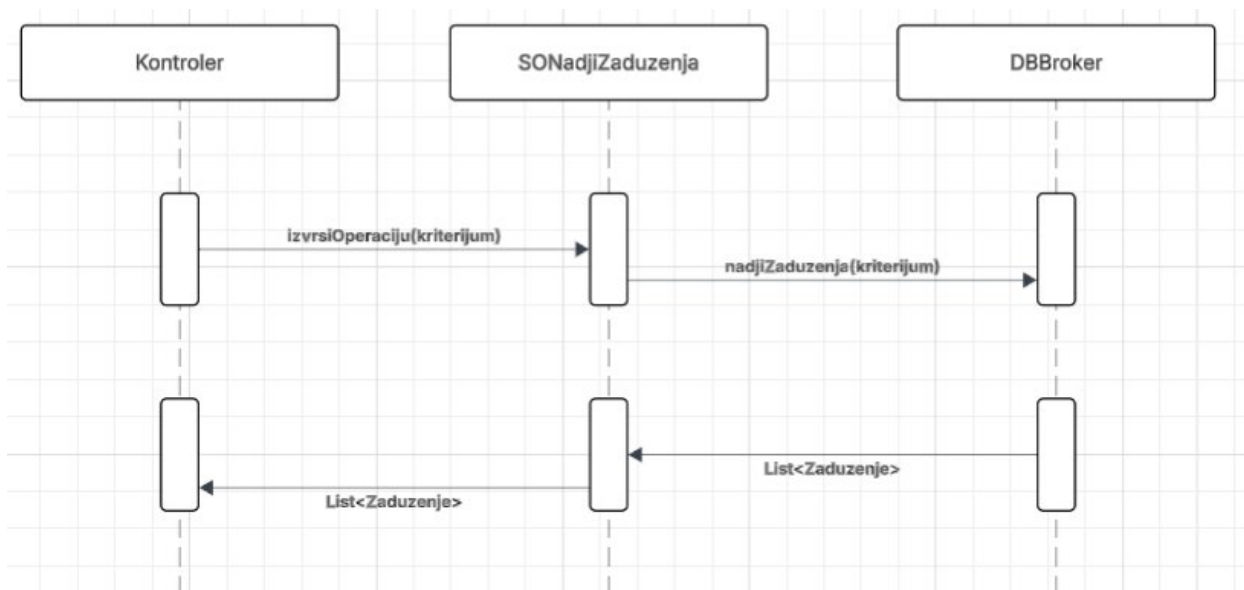 Kontroler
SONadjiZaduzenja
DBBroker
izvrsiOperaciju(kriterijum)
nadjiZaduzenja(kriterijum)
List<Zaduzenje>
List<Zaduzenje>